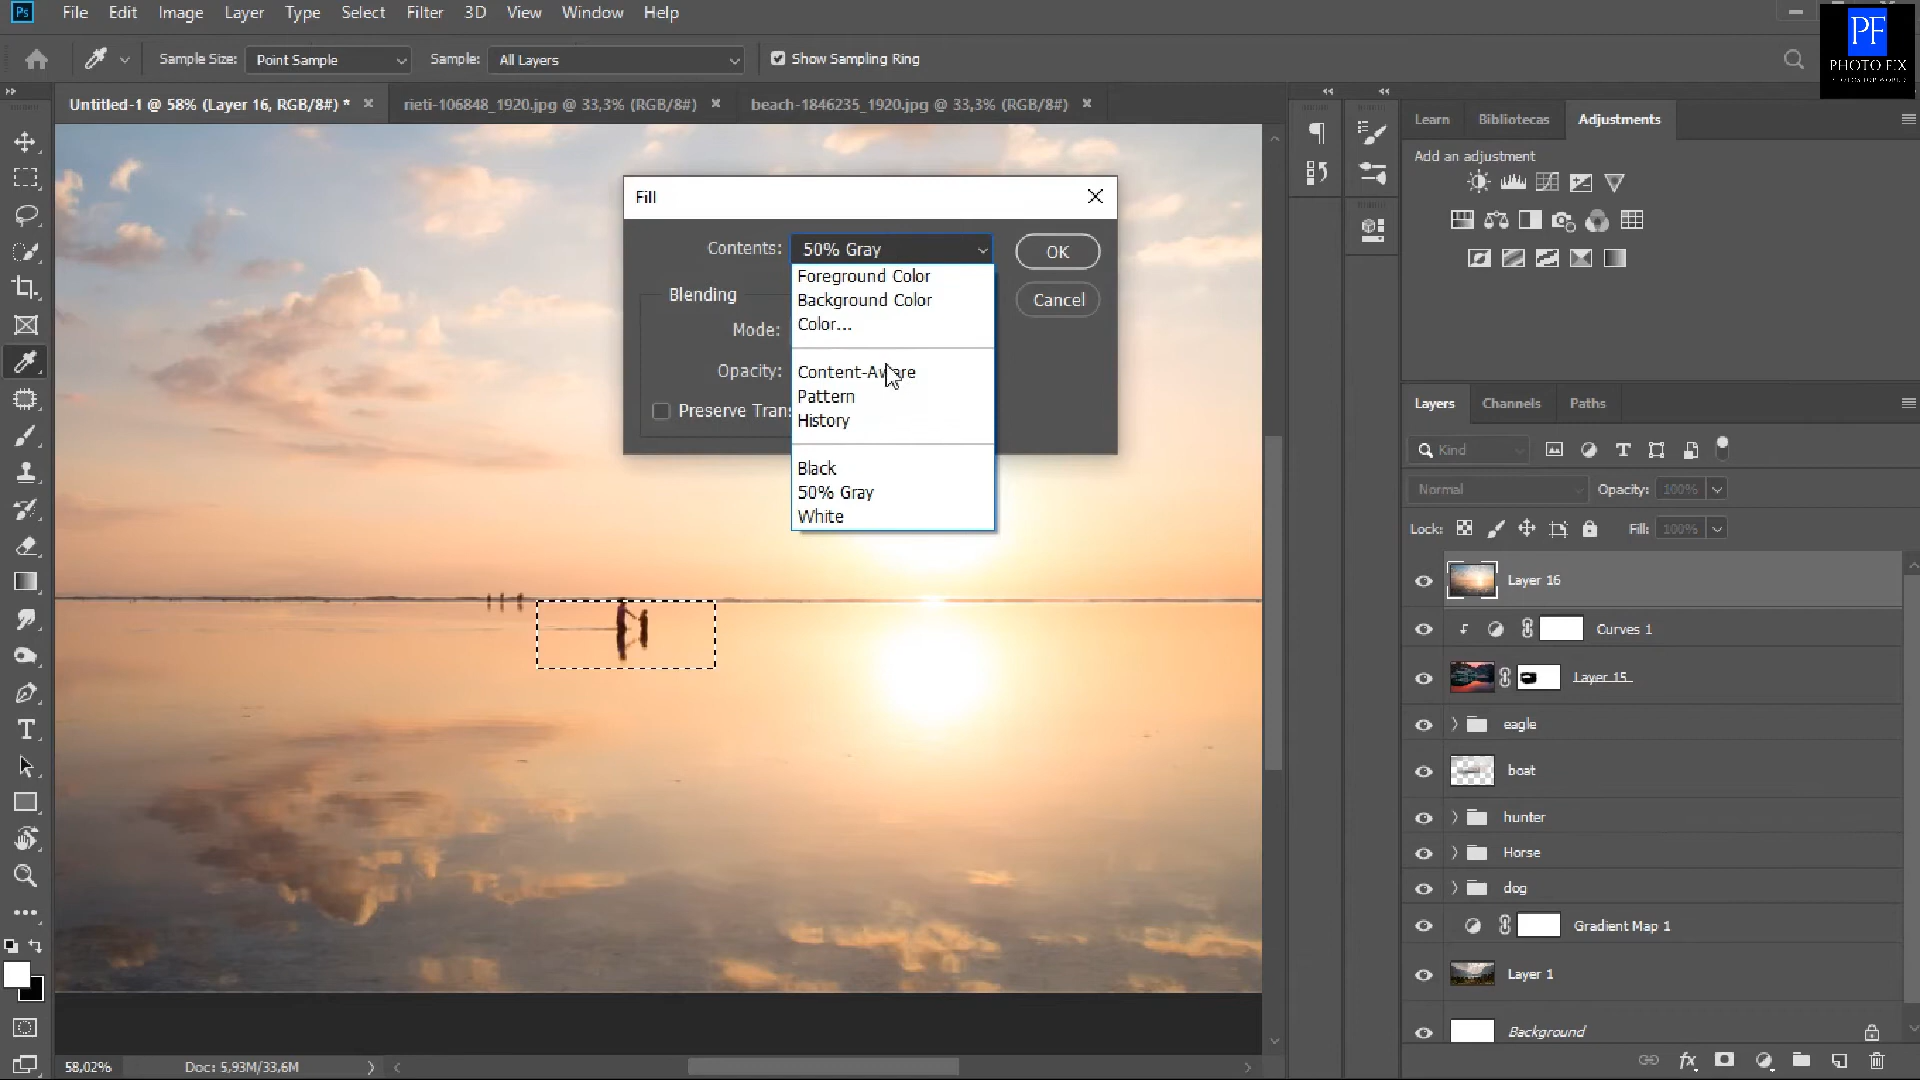 Ps File Edit Image Layer Type Select Filter 3D View Window Help
PF
PHOTO FIX
Sample Size: Point Sample Sample: All Layers Show Sampling Ring
Untitled-1 @ 58% (Layer 16, RGB/8#) * rieti-106848_1920.jpg @ 33,3% (RGB/8#) beach-1846235_1920.jpg @ 33,3% (RGB/8#)
Learn Bibliotecas Adjustments
Add an adjustment
Fill
Contents: 50% Gray OK
Foreground Color
Background Color
Color...
Content-Aware
Pattern
History
Black
50% Gray
White
Blending
Cancel
Mode:
Opacity:
Preserve Tran
Layers Channels Paths
Kind
Normal Opacity: 100%
Lock: Fill: 100%
Layer 16
Curves 1
Layer 15
eagle
boat
hunter
Horse
dog
Gradient Map 1
Layer 1
Background
58,02% Doc: 5,93M/33,6M
fx